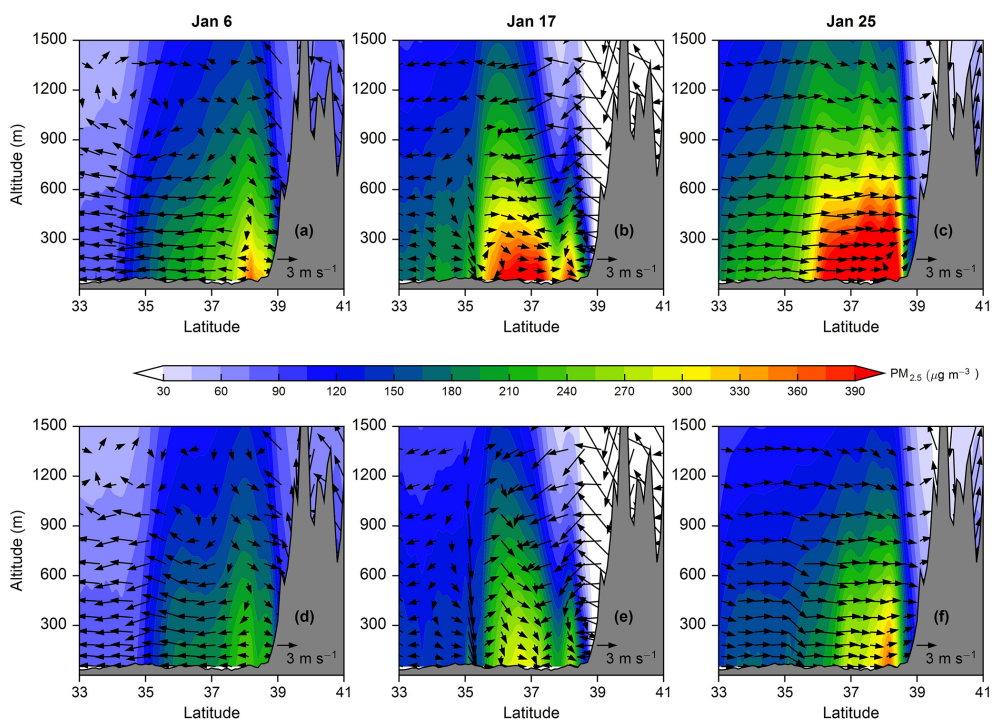 Jan 6 Jan 17 Jan 25
1500
1200
900
600
300
Altitude (m)
(a)
3 m s⁻¹
33 35 37 39 41
Latitude
1500
1200
900
600
300
(b)
3 m s⁻¹
33 35 37 39 41
Latitude
1500
1200
900
600
300
(c)
3 m s⁻¹
33 35 37 39 41
Latitude
30 60 90 120 150 180 210 240 270 300 330 360 390
PM₂.₅ (μg m⁻³)
1500
1200
900
600
300
Altitude (m)
(d)
3 m s⁻¹
33 35 37 39 41
Latitude
1500
1200
900
600
300
(e)
3 m s⁻¹
33 35 37 39 41
Latitude
1500
1200
900
600
300
(f)
3 m s⁻¹
33 35 37 39 41
Latitude